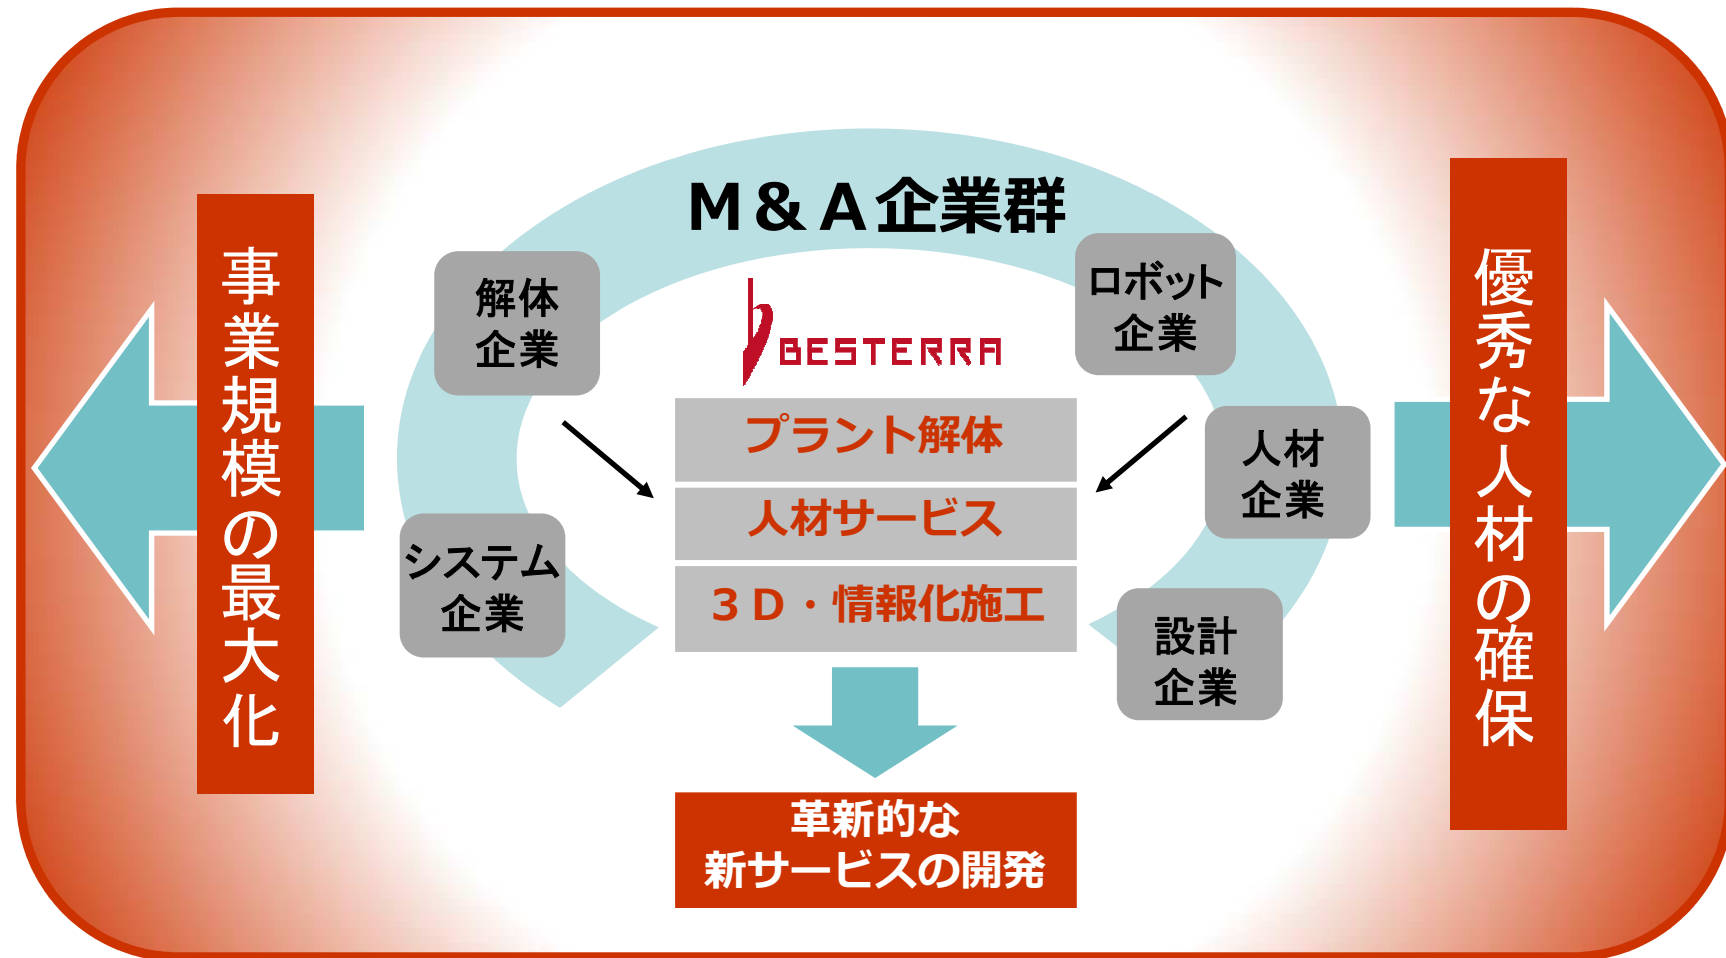 M&A企業群
事業規模の最大化
解体
企業
システム
企業
BESTERRA
プラント解体
人材サービス
3D・情報化施工
ロボット
企業
人材
企業
設計
企業
優秀な人材の確保
革新的な
新サービスの開発